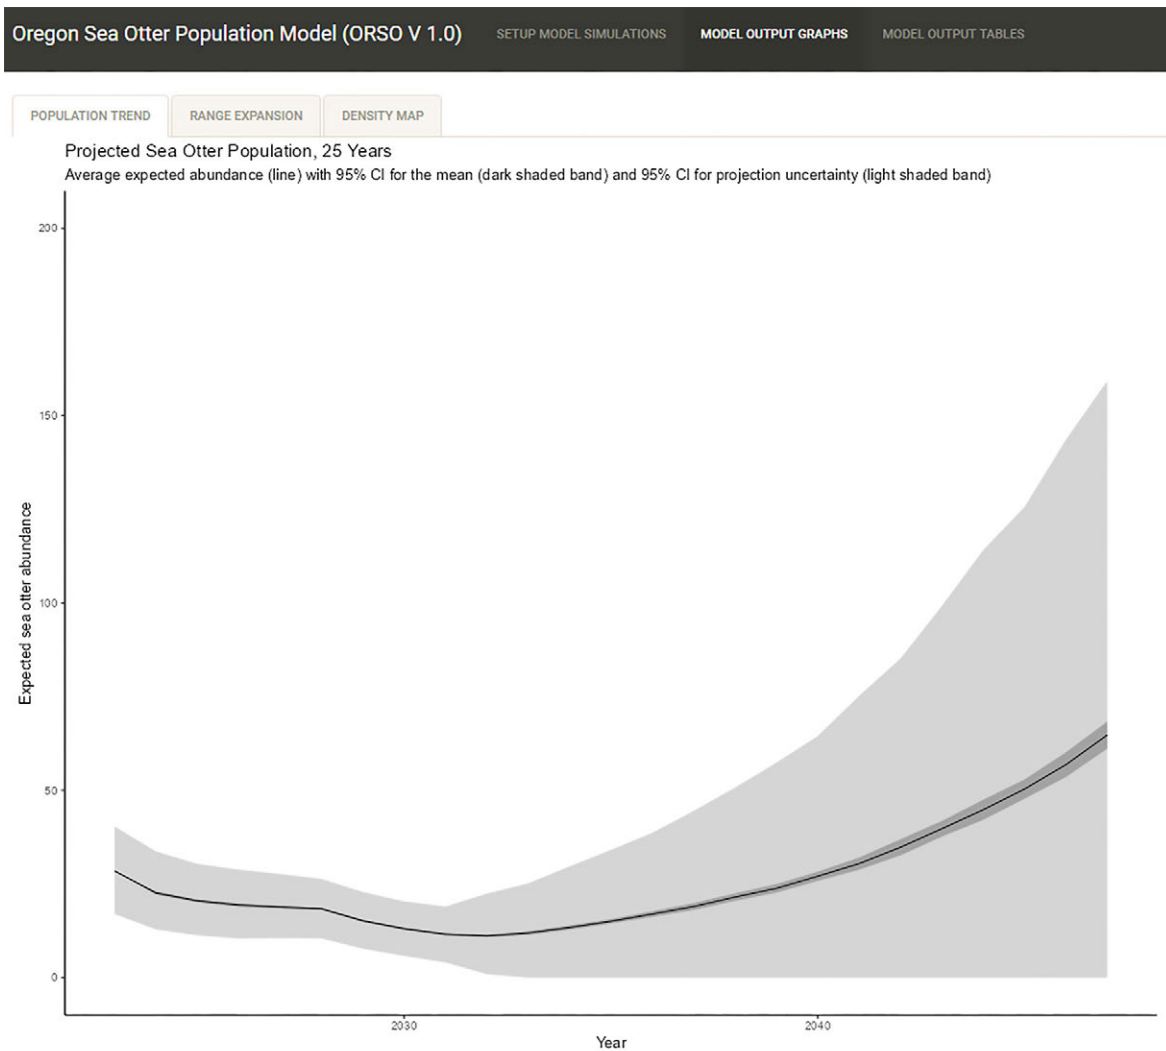 Oregon Sea Otter Population Model (ORSO V 1.0) SETUP MODEL SIMULATIONS MODEL OUTPUT GRAPHS MODEL OUTPUT TABLES
POPULATION TREND RANGE EXPANSION DENSITY MAP
Projected Sea Otter Population, 25 Years
Average expected abundance (line) with 95% CI for the mean (dark shaded band) and 95% CI for projection uncertainty (light shaded band)
Expected sea otter abundance
200
150
100
50
0
2030 2040
Year